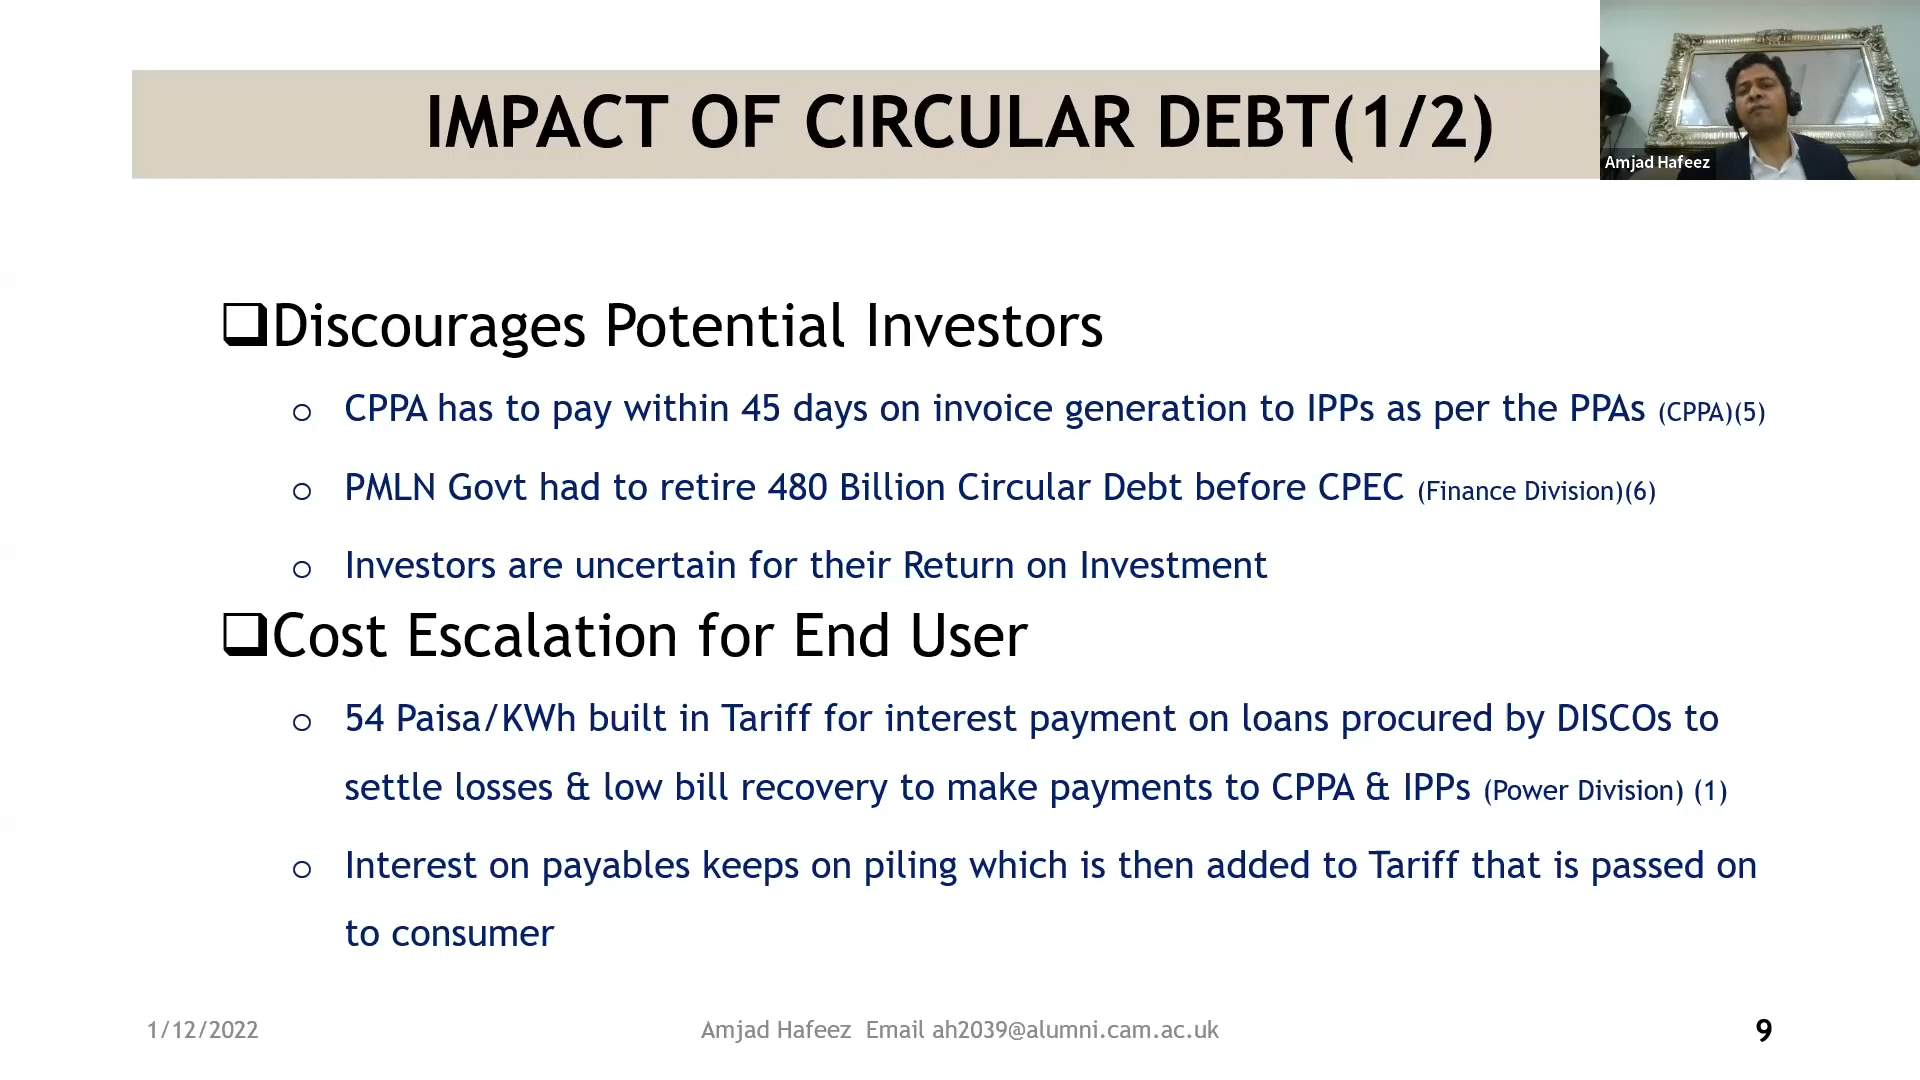 IMPACT OF CIRCULAR DEBT(1/2)
Amjad Hafeez
Discourages Potential Investors
CPPA has to pay within 45 days on invoice generation to IPPs as per the PPAs (CPPA)(5)
PMLN Govt had to retire 480 Billion Circular Debt before CPEC (Finance Division)(6)
Investors are uncertain for their Return on Investment
Cost Escalation for End User
54 Paisa/KWh built in Tariff for interest payment on loans procured by DISCOs to
settle losses & low bill recovery to make payments to CPPA & IPPs (Power Division) (1)
Interest on payables keeps on piling which is then added to Tariff that is passed on
to consumer
1/12/2022
Amjad Hafeez Email ah2039@alumni.cam.ac.uk
9